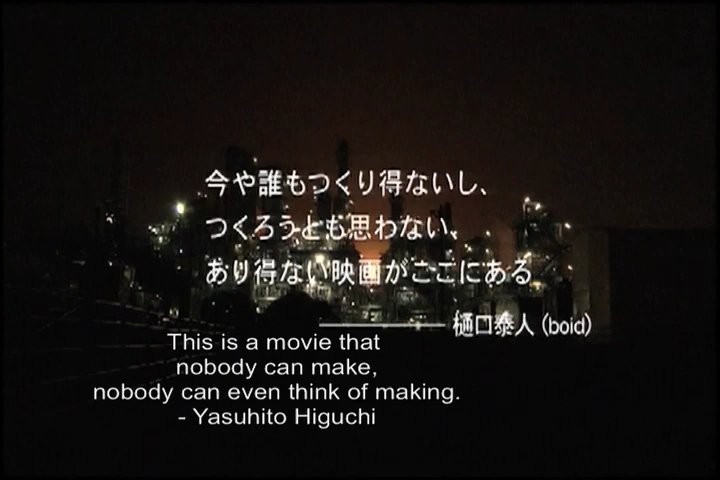 今や誰もつくり得ないし、
つくろうとも思わない、
あり得ない映画がここにある
樋口泰人 (boid)
This is a movie that
nobody can make,
nobody can even think of making.
- Yasuhito Higuchi